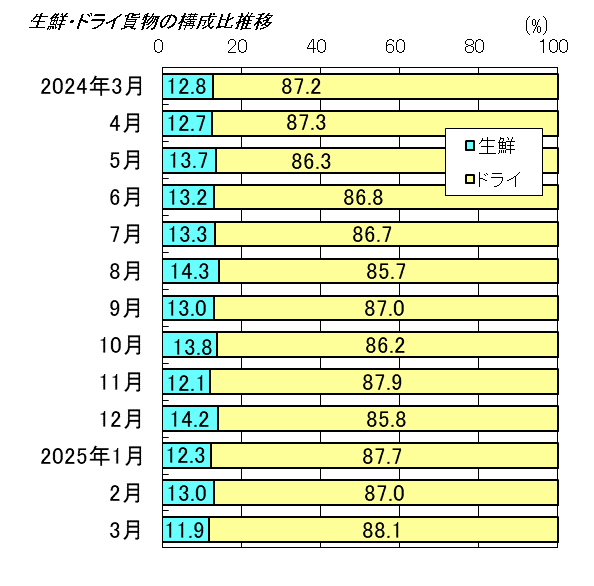 生鮮・ドライ貨物の構成比推移
(%)
0 20 40 60 80 100
2024年3月 12.8 87.2
4月 12.7 87.3
5月 13.7 86.3
6月 13.2 86.8
7月 13.3 86.7
8月 14.3 85.7
9月 13.0 87.0
10月 13.8 86.2
11月 12.1 87.9
12月 14.2 85.8
2025年1月 12.3 87.7
2月 13.0 87.0
3月 11.9 88.1
生鮮
ドライ